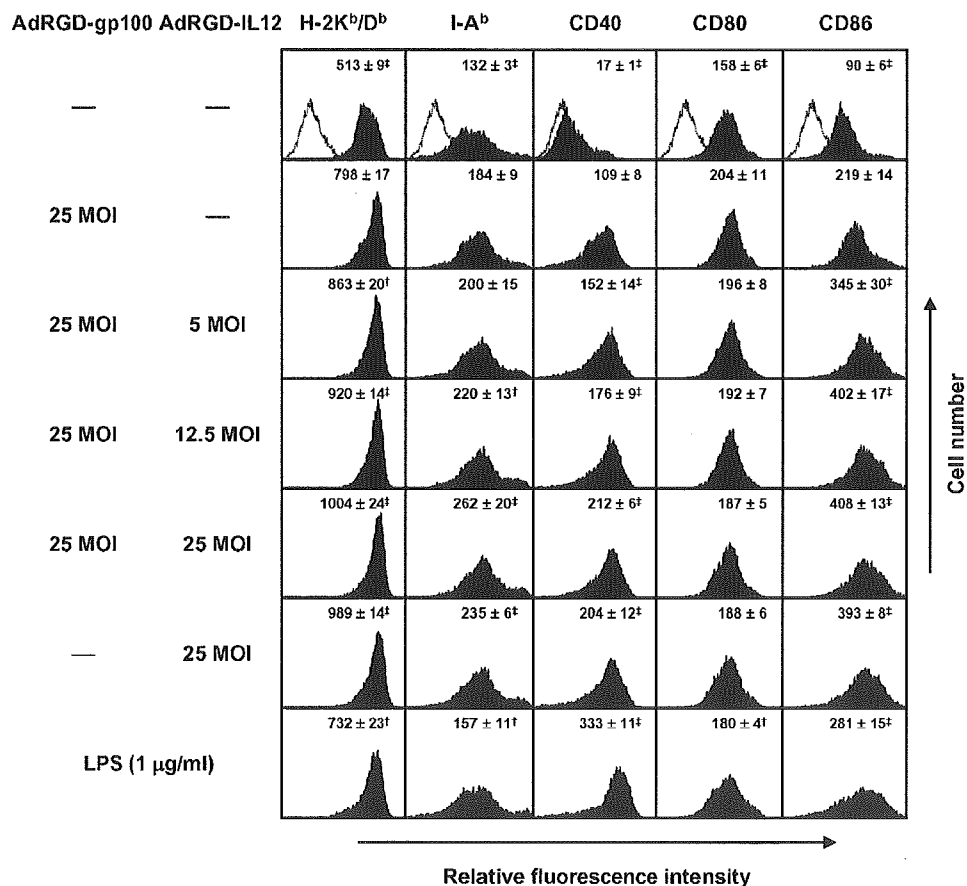 AdRGD-gp100 AdRGD-IL12 H-2Kᵇ/Dᵇ I-Aᵇ CD40 CD80 CD86
513 ± 9‡ 132 ± 3‡ 17 ± 1‡ 158 ± 6‡ 90 ± 6‡
— —
798 ± 17 184 ± 9 109 ± 8 204 ± 11 219 ± 14
25 MOI —
863 ± 20† 200 ± 15 152 ± 14‡ 196 ± 8 345 ± 30‡
25 MOI 5 MOI
920 ± 14‡ 220 ± 13† 176 ± 9‡ 192 ± 7 402 ± 17‡
25 MOI 12.5 MOI
1004 ± 24‡ 262 ± 20‡ 212 ± 6‡ 187 ± 5 408 ± 13‡
25 MOI 25 MOI
989 ± 14‡ 235 ± 6‡ 204 ± 12‡ 188 ± 6 393 ± 8‡
— 25 MOI
732 ± 23† 157 ± 11† 333 ± 11‡ 180 ± 4† 281 ± 15‡
LPS (1 µg/ml)
Cell number
Relative fluorescence intensity